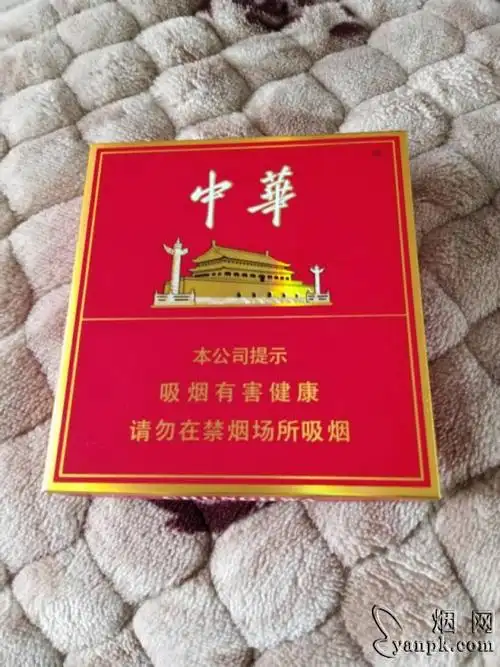 中華
本公司提示
吸烟有害健康
请勿在禁烟场所吸烟
烟网
yanpk.com